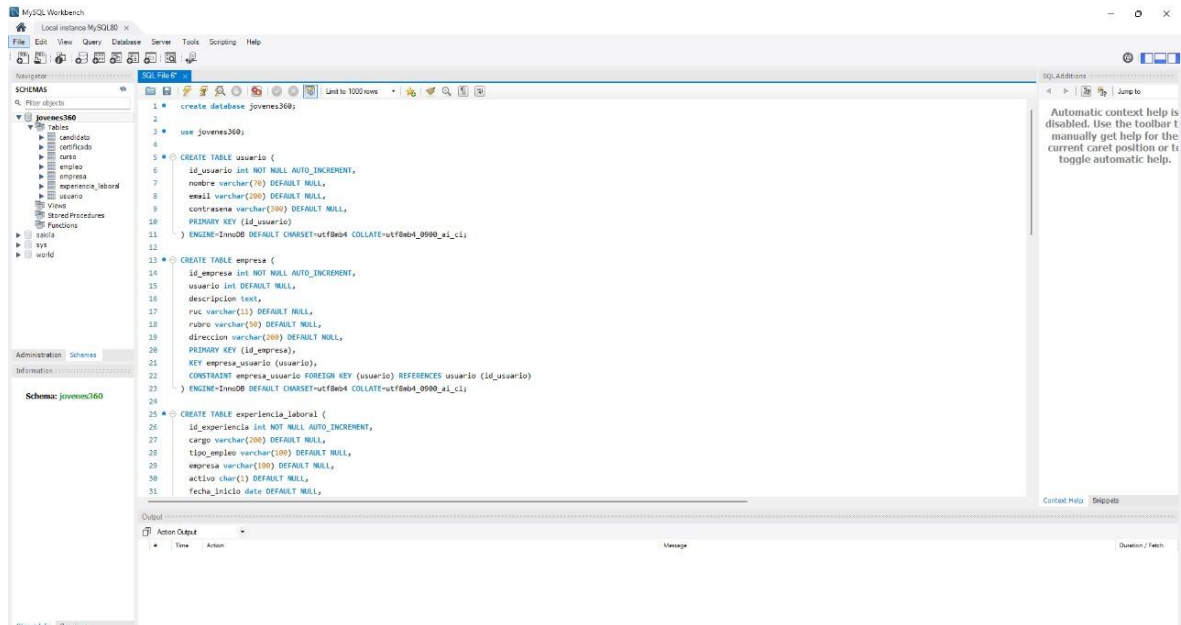 MySQL Workbench
Local instance MySQL80 ×
File Edit View Query Database Server Tools Scripting Help
Navigator
SCHEMAS
Filter objects
jovenes360
Tables
candidato
certificado
curso
empleo
empresa
experiencia_laboral
usuario
Views
Stored Procedures
Functions
sakila
sys
world
Administration Schemas
Information
Schema: jovenes360
SQL File 6* ×
Limit to 1000 rows
1 create database jovenes360;
2
3 use jovenes360;
4
5 CREATE TABLE usuario (
6 id_usuario int NOT NULL AUTO_INCREMENT,
7 nombre varchar(70) DEFAULT NULL,
8 email varchar(200) DEFAULT NULL,
9 contrasena varchar(300) DEFAULT NULL,
10 PRIMARY KEY (id_usuario)
11 ) ENGINE=InnoDB DEFAULT CHARSET=utf8mb4 COLLATE=utf8mb4_0900_ai_ci;
12
13 CREATE TABLE empresa (
14 id_empresa int NOT NULL AUTO_INCREMENT,
15 usuario int DEFAULT NULL,
16 descripcion text,
17 ruc varchar(11) DEFAULT NULL,
18 rubro varchar(50) DEFAULT NULL,
19 direccion varchar(200) DEFAULT NULL,
20 PRIMARY KEY (id_empresa),
21 KEY empresa_usuario (usuario),
22 CONSTRAINT empresa_usuario FOREIGN KEY (usuario) REFERENCES usuario (id_usuario)
23 ) ENGINE=InnoDB DEFAULT CHARSET=utf8mb4 COLLATE=utf8mb4_0900_ai_ci;
24
25 CREATE TABLE experiencia_laboral (
26 id_experiencia int NOT NULL AUTO_INCREMENT,
27 cargo varchar(200) DEFAULT NULL,
28 tipo_empleo varchar(100) DEFAULT NULL,
29 empresa varchar(100) DEFAULT NULL,
30 activo char(1) DEFAULT NULL,
31 fecha_inicio date DEFAULT NULL,
SQL Additions
Jump to
Automatic context help is
disabled. Use the toolbar t
manually get help for the
current caret position or to
toggle automatic help.
Context Help Snippets
Output
Action Output
# Time Action Message Duration / Fetch